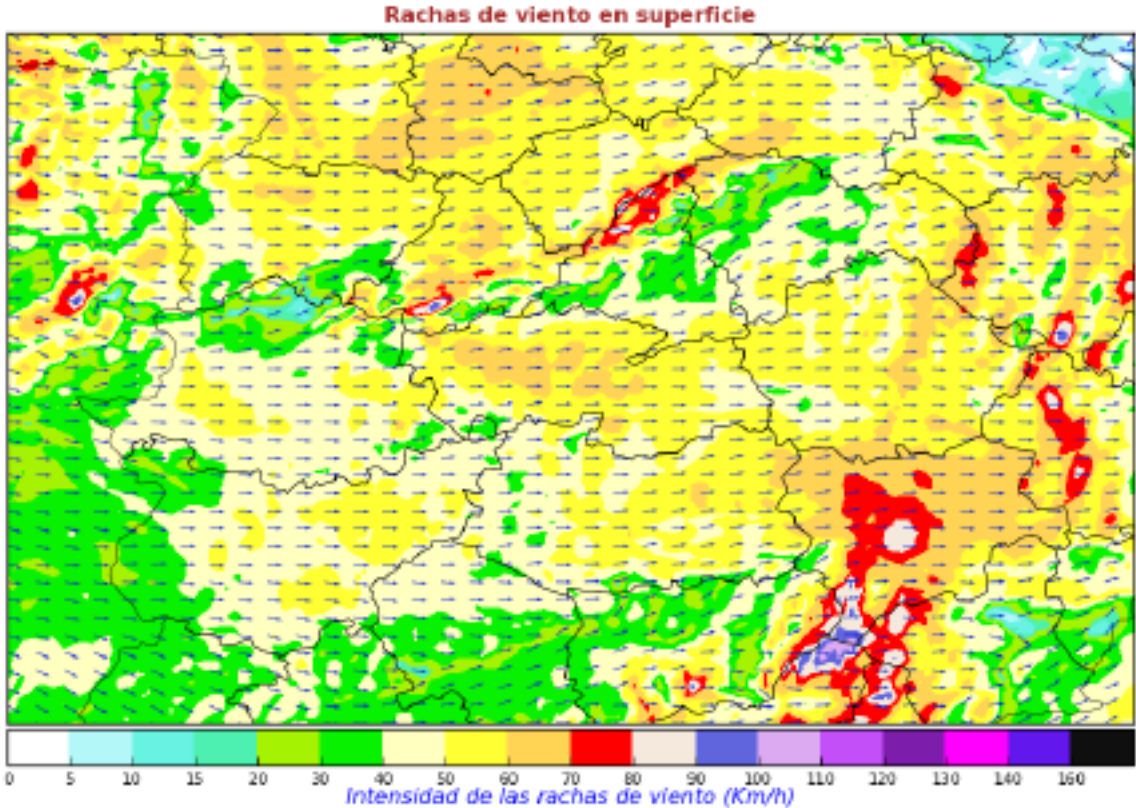 Rachas de viento en superficie
0 5 10 15 20 30 40 50 60 70 80 90 100 110 120 130 140 160
Intensidad de las rachas de viento (Km/h)